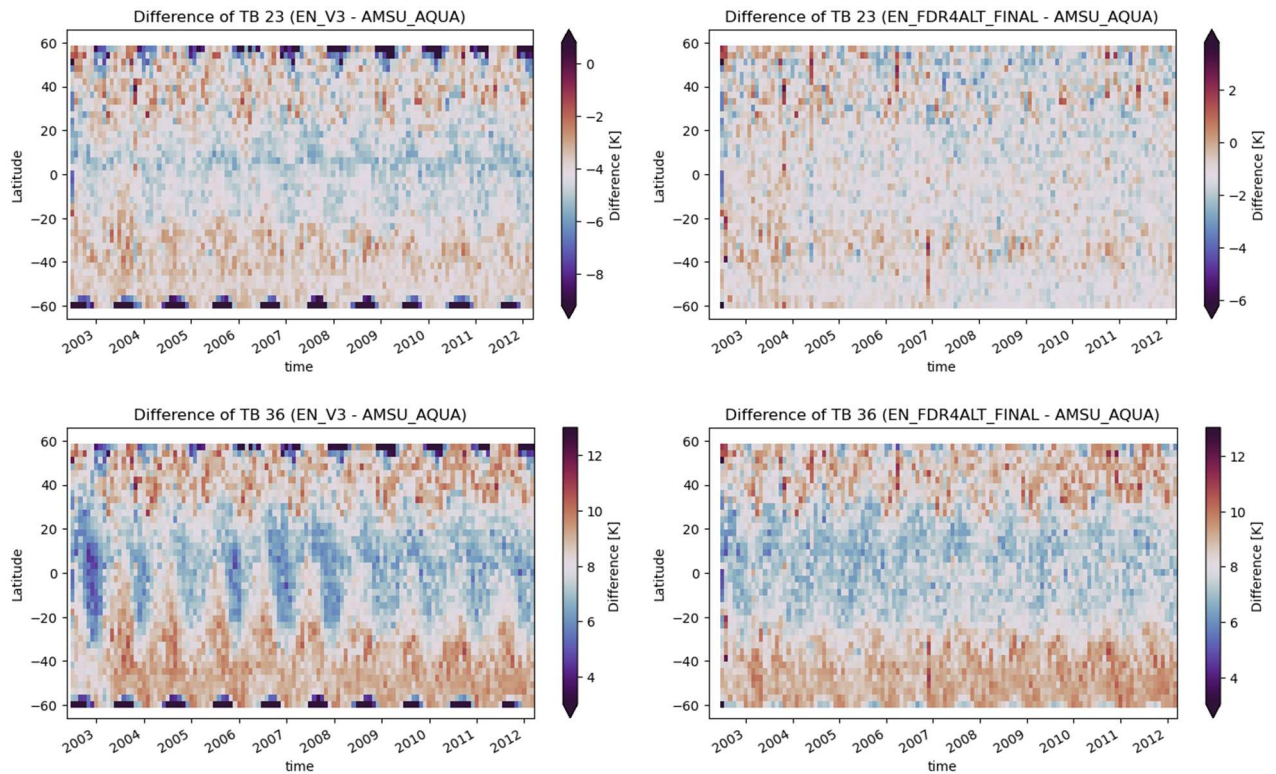 Difference of TB 23 (EN_V3 - AMSU_AQUA)
60
40
20
0
−20
−40
−60
Latitude
2003 2004 2005 2006 2007 2008 2009 2010 2011 2012
time
0
−2
−4
−6
−8
Difference [K]
Difference of TB 23 (EN_FDR4ALT_FINAL - AMSU_AQUA)
60
40
20
0
−20
−40
−60
Latitude
2003 2004 2005 2006 2007 2008 2009 2010 2011 2012
time
2
0
−2
−4
−6
Difference [K]
Difference of TB 36 (EN_V3 - AMSU_AQUA)
60
40
20
0
−20
−40
−60
Latitude
2003 2004 2005 2006 2007 2008 2009 2010 2011 2012
time
12
10
8
6
4
Difference [K]
Difference of TB 36 (EN_FDR4ALT_FINAL - AMSU_AQUA)
60
40
20
0
−20
−40
−60
Latitude
2003 2004 2005 2006 2007 2008 2009 2010 2011 2012
time
12
10
8
6
4
Difference [K]